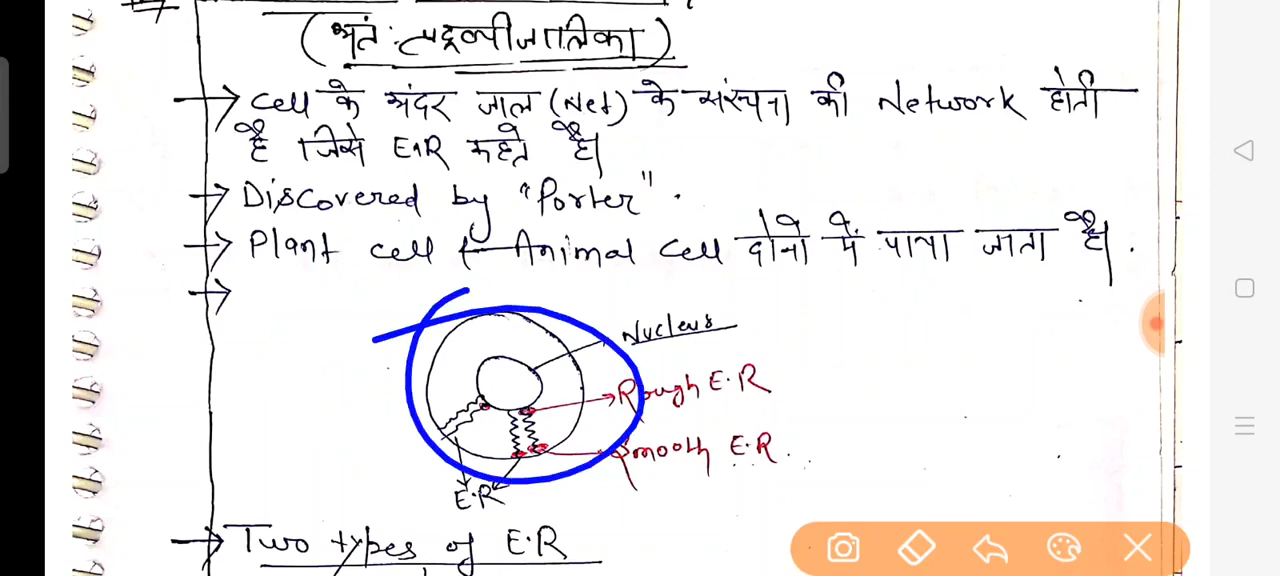 (अंत: प्रद्रव्यीजालिका)
→ Cell के अंदर जाल (Net) के संरचना की Network होती
है जिसे E.R कहते है।
→ Discovered by "Porter".
→ Plant cell & Animal cell दोनो में पाया जाता है।.
→
Nucleus
Rough E.R
Smooth E.R.
E.R
→ Two types of E.R